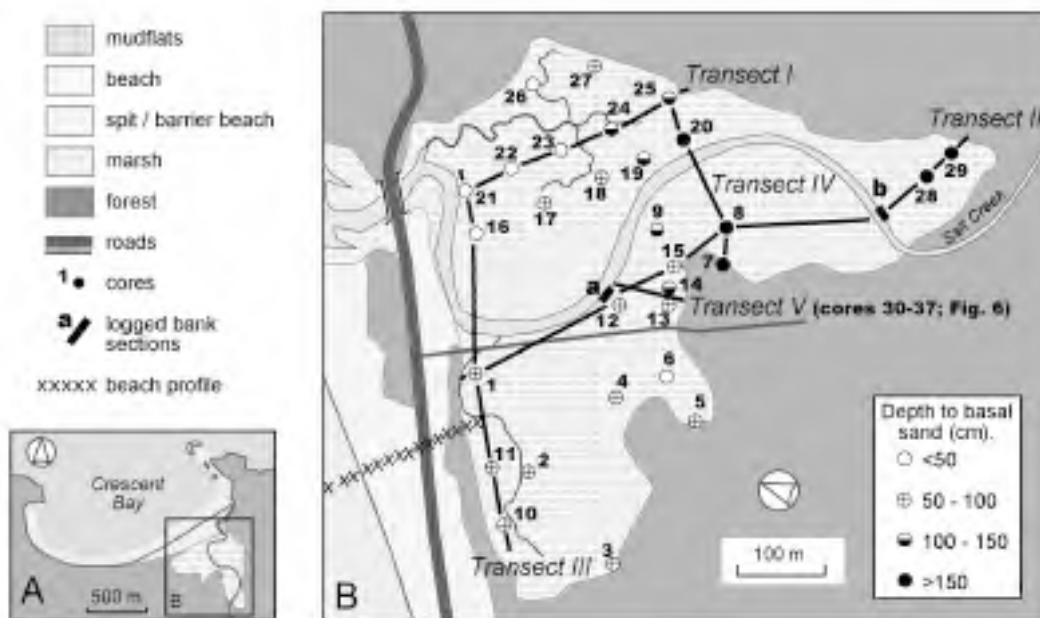 mudflats
beach
spit / barrier beach
marsh
forest
roads
1 cores
a logged bank
sections
xxxxx beach profile
Crescent
Bay
A
500 m
B
27
Transect I
26
25
24
20
Transect II
23
22
19
29
21
18
Transect IV
b
28
17
16
9
8
Salt Creek
15
7
a
14
Transect V (cores 30-37; Fig. 6)
12
13
1
6
4
5
Depth to basal
sand (cm).
<50
50 - 100
100 - 150
>150
11
2
10
3
Transect III
100 m
B